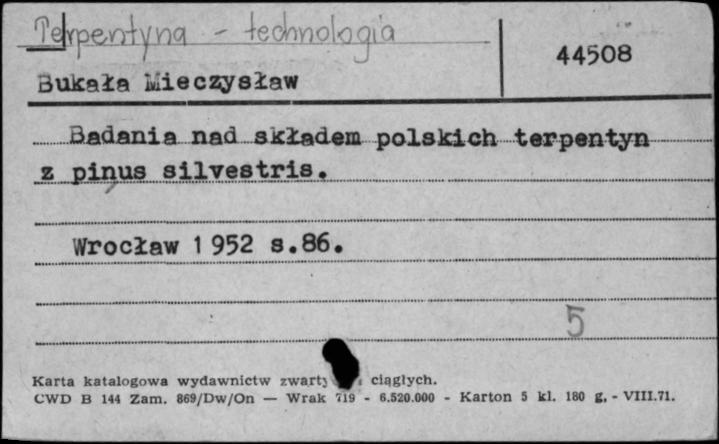 Terpentyna - technologia
44508
Bukała Mieczysław
Badania nad składem polskich terpentyn
z pinus silvestris.
Wrocław 1952 s.86.
5
Karta katalogowa wydawnictw ciągłych.
CWD B 144 Zam. 869/Dw/On — Wrak 719 - 6.520.000 - Karton 5 kl. 180 g. - VIII.71.